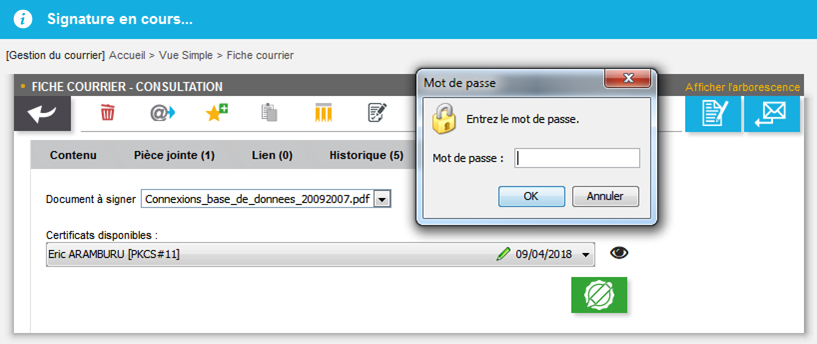 Signature en cours...
[Gestion du courrier] Accueil > Vue Simple > Fiche courrier
FICHE COURRIER - CONSULTATION
Afficher l'arborescence
Mot de passe
Entrez le mot de passe.
Mot de passe :
OK Annuler
Contenu Pièce jointe (1) Lien (0) Historique (5)
Document à signer Connexions_base_de_donnees_20092007.pdf
Certificats disponibles :
Eric ARAMBURU [PKCS#11] 09/04/2018